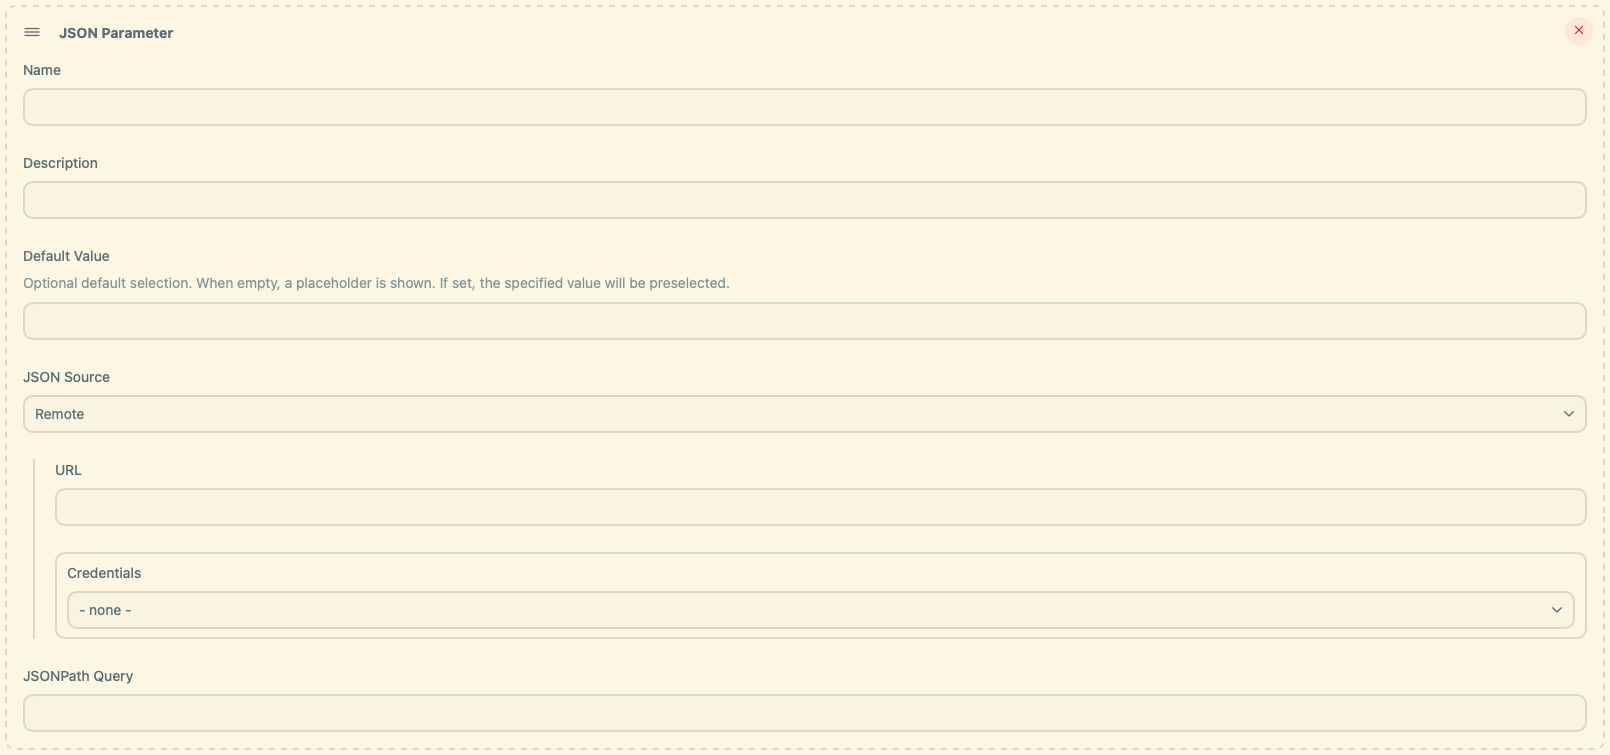 JSON Parameter
Name
Description
Default Value
Optional default selection. When empty, a placeholder is shown. If set, the specified value will be preselected.
JSON Source
Remote
URL
Credentials
- none -
JSONPath Query